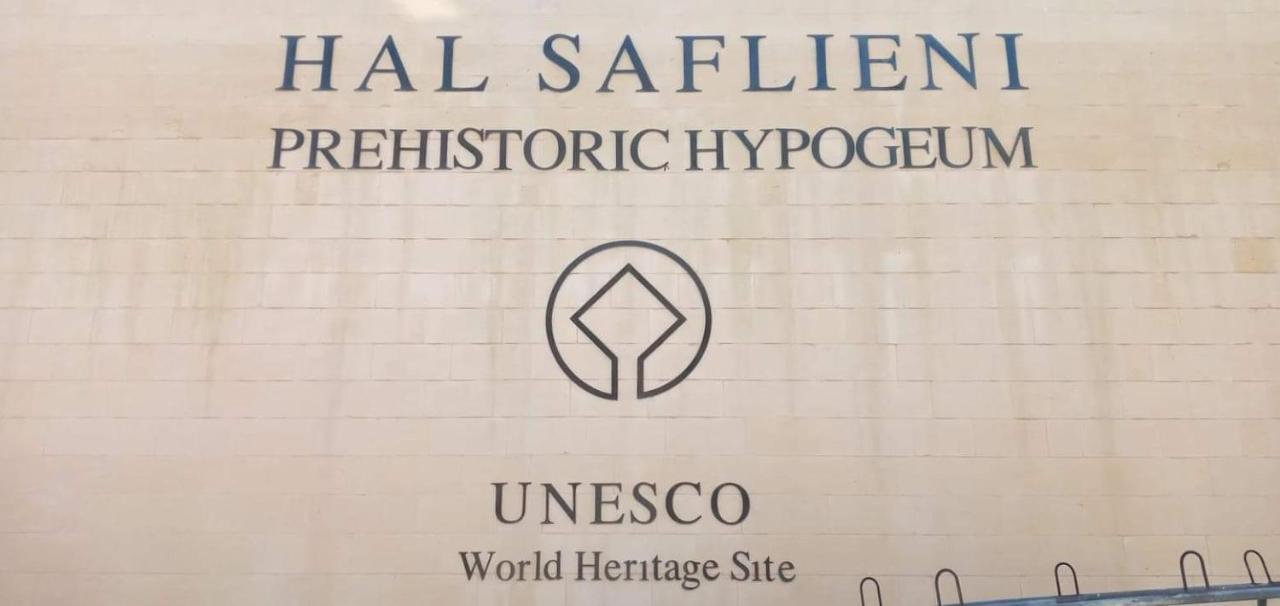 HAL SAFLIENI
PREHISTORIC HYPOGEUM
UNESCO
World Heritage Site